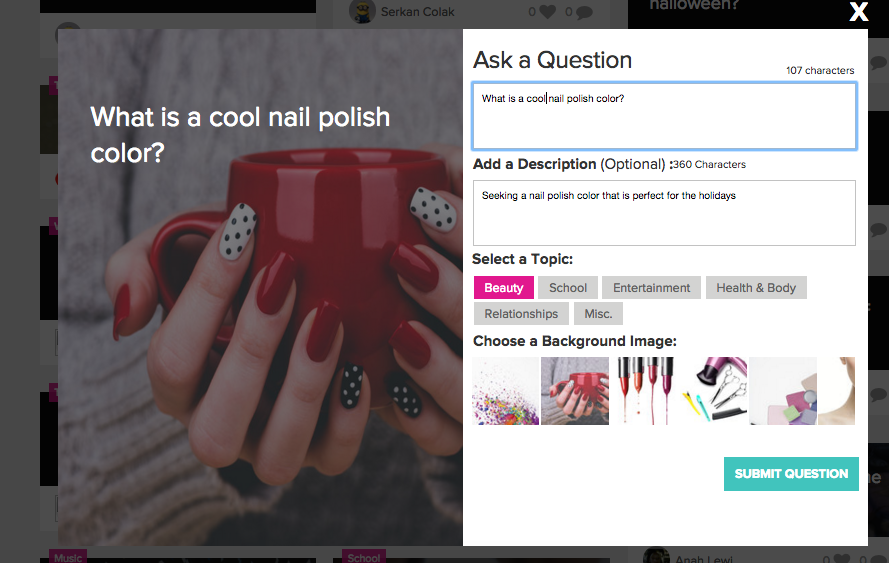 halloween?
Serkan Colak
0
0
X
What is a cool nail polish
color?
Ask a Question
107 characters
What is a cool nail polish color?
Add a Description (Optional) :360 Characters
Seeking a nail polish color that is perfect for the holidays
Select a Topic:
Beauty
School
Entertainment
Health & Body
Relationships
Misc.
Choose a Background Image:
SUBMIT QUESTION
Music
School
Anah Lewi
0
0